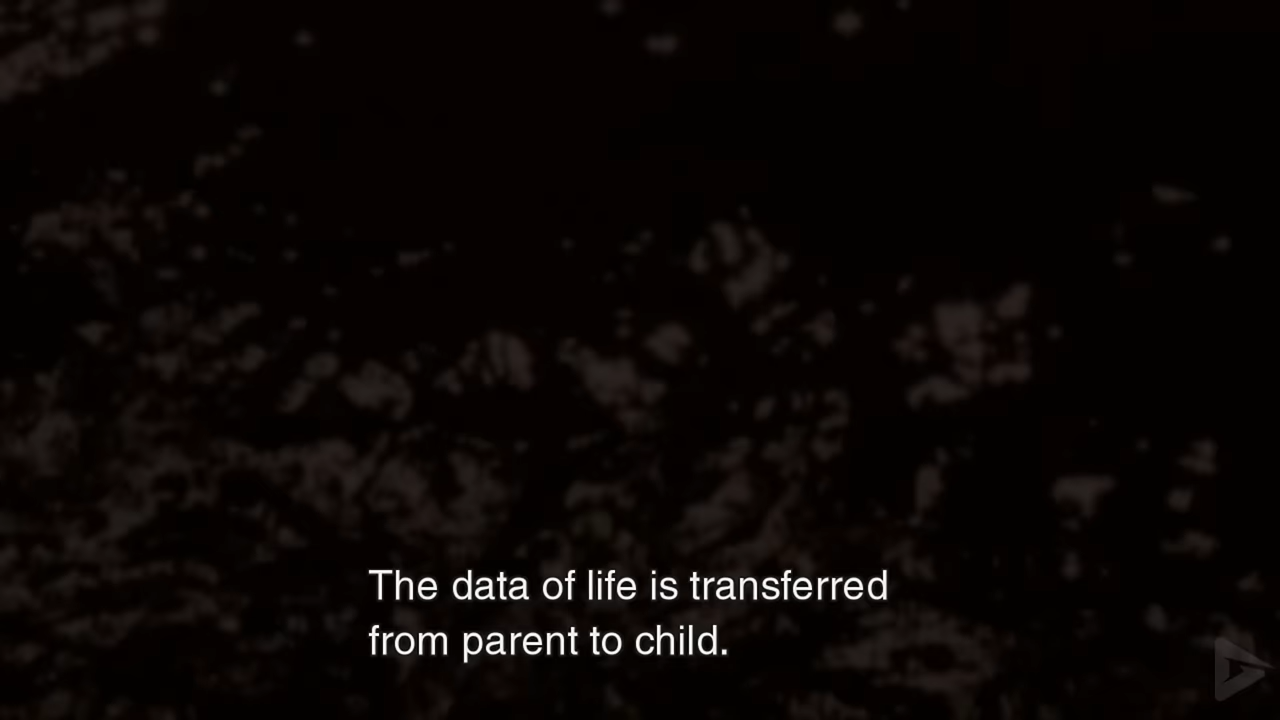 The data of life is transferred
from parent to child.